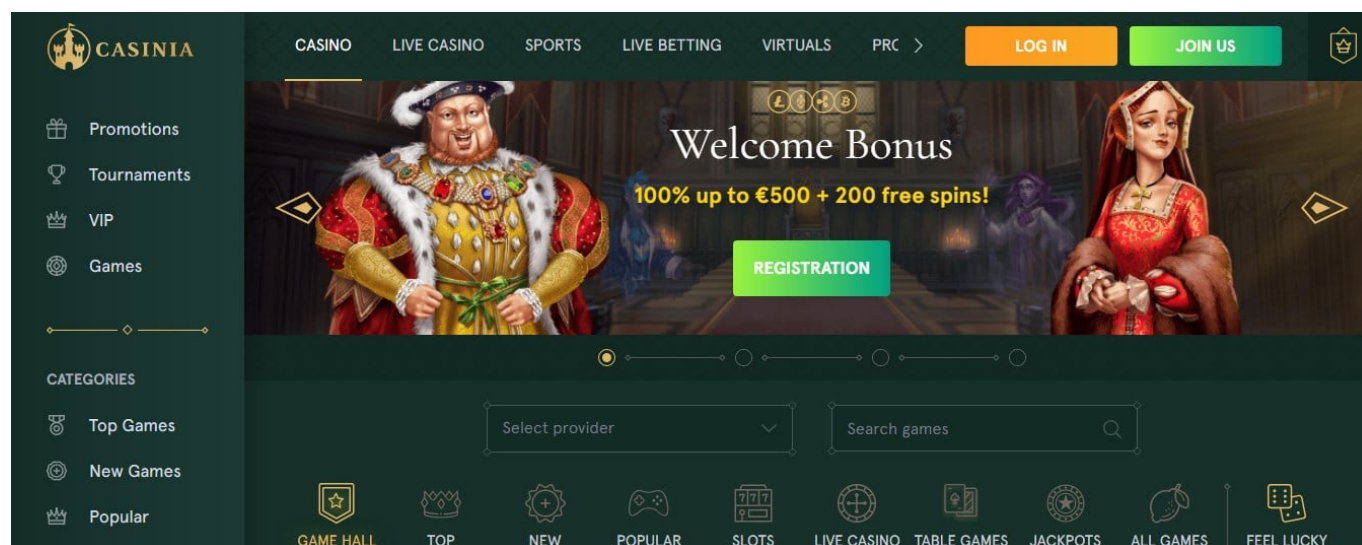 CASINIA
CASINO LIVE CASINO SPORTS LIVE BETTING VIRTUALS PRC
LOG IN
JOIN US
Promotions
Tournaments
VIP
Games
CATEGORIES
Top Games
New Games
Popular
Welcome Bonus
100% up to €500 + 200 free spins!
REGISTRATION
Select provider
Search games
777
GAME HALL TOP NEW POPULAR SLOTS LIVE CASINO TABLE GAMES JACKPOTS ALL GAMES FEEL LUCKY